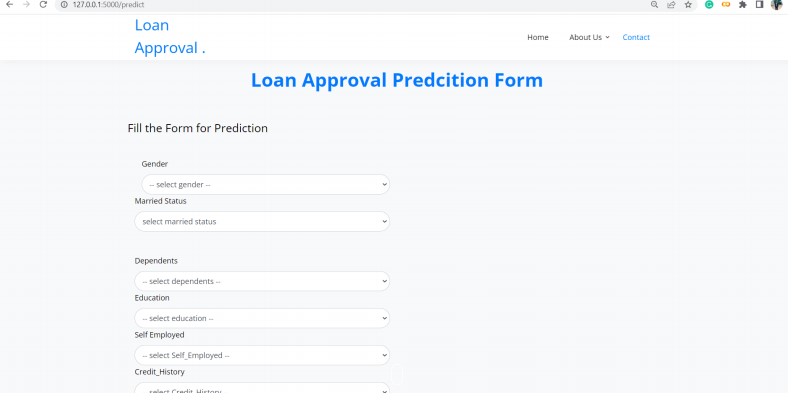 127.0.0.1:5000/predict
Loan
Approval .
Home
About Us
Contact
Loan Approval Predcition Form
Fill the Form for Prediction
Gender
-- select gender --
Married Status
select married status
Dependents
-- select dependents --
Education
-- select education --
Self Employed
-- select Self_Employed --
Credit_History
-- select Credit_History